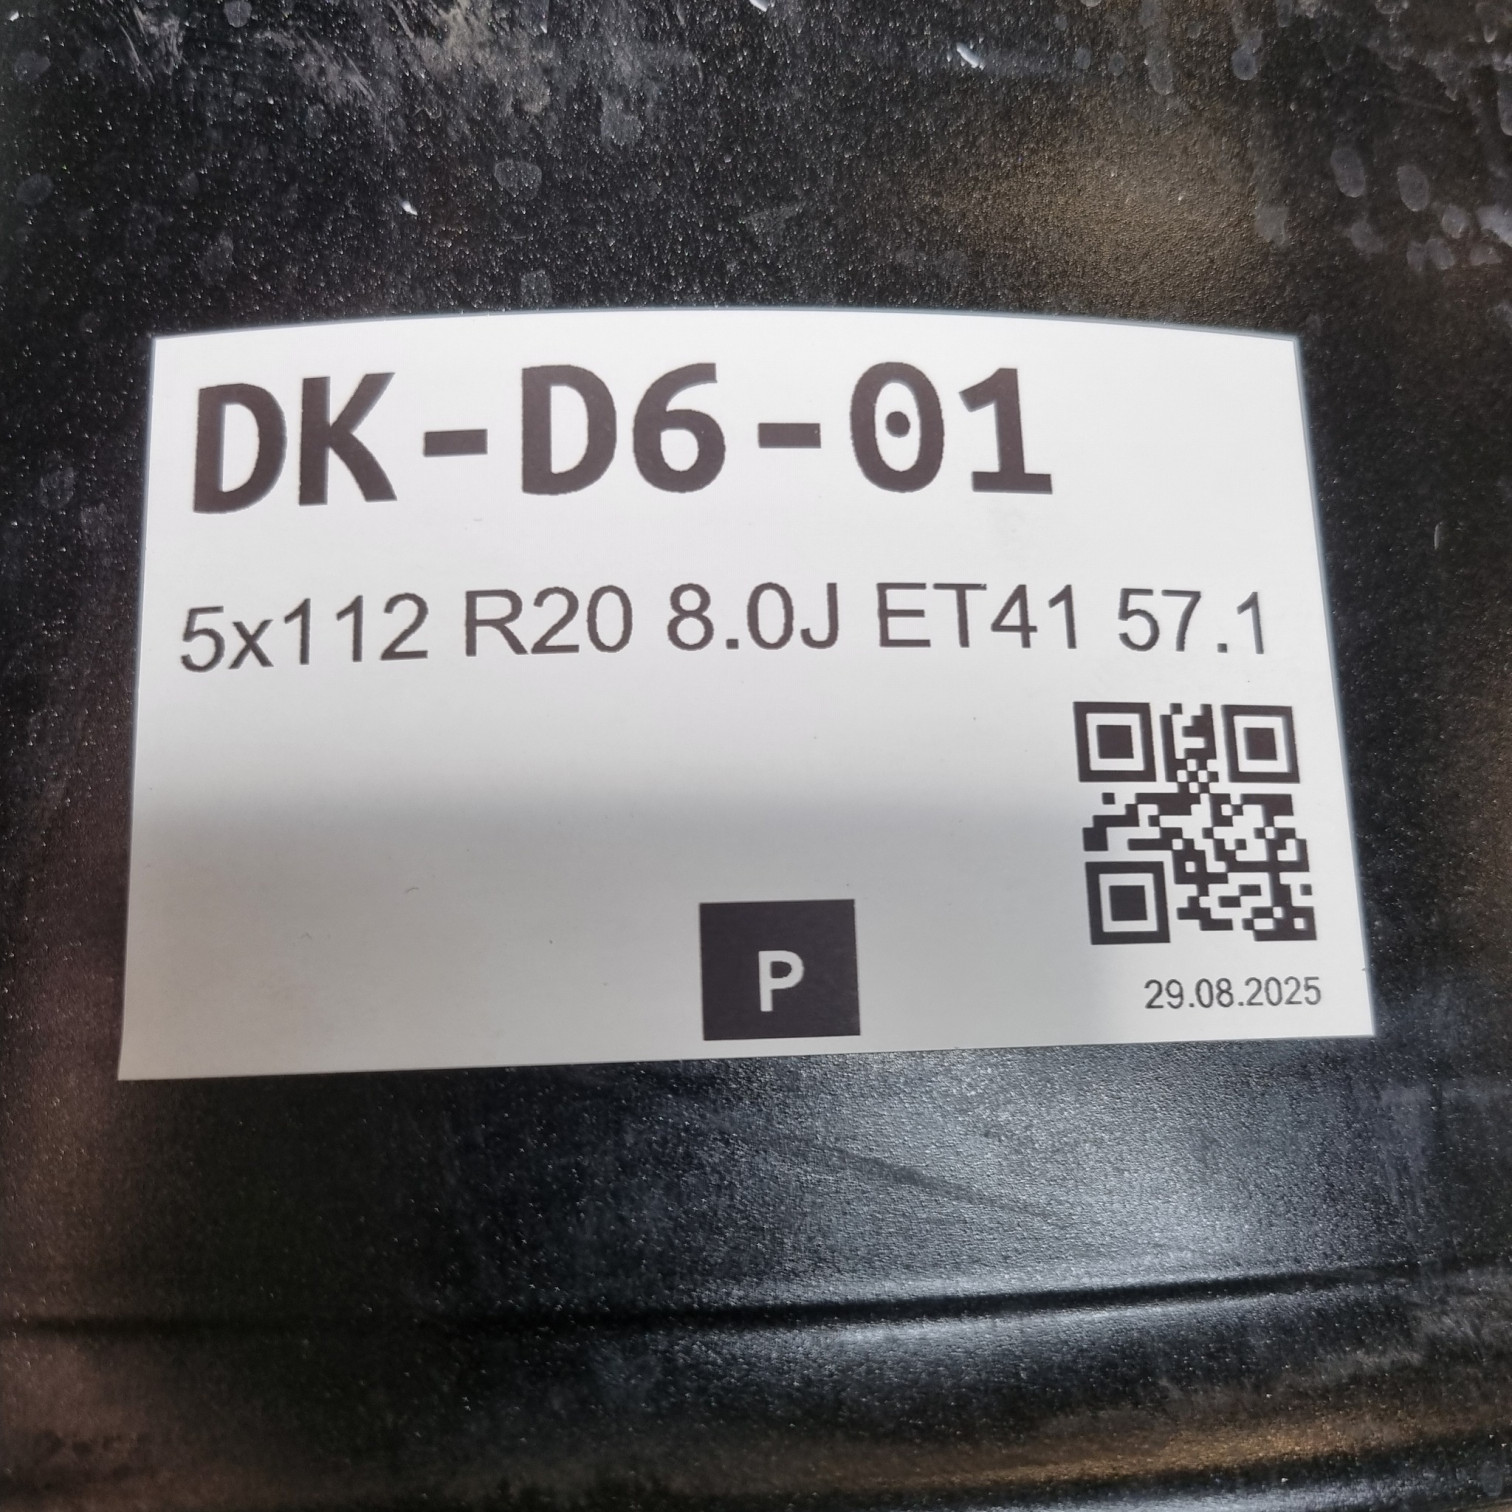 DK-D6-01
5x112 R20 8.0J ET41 57.1
P
29.08.2025